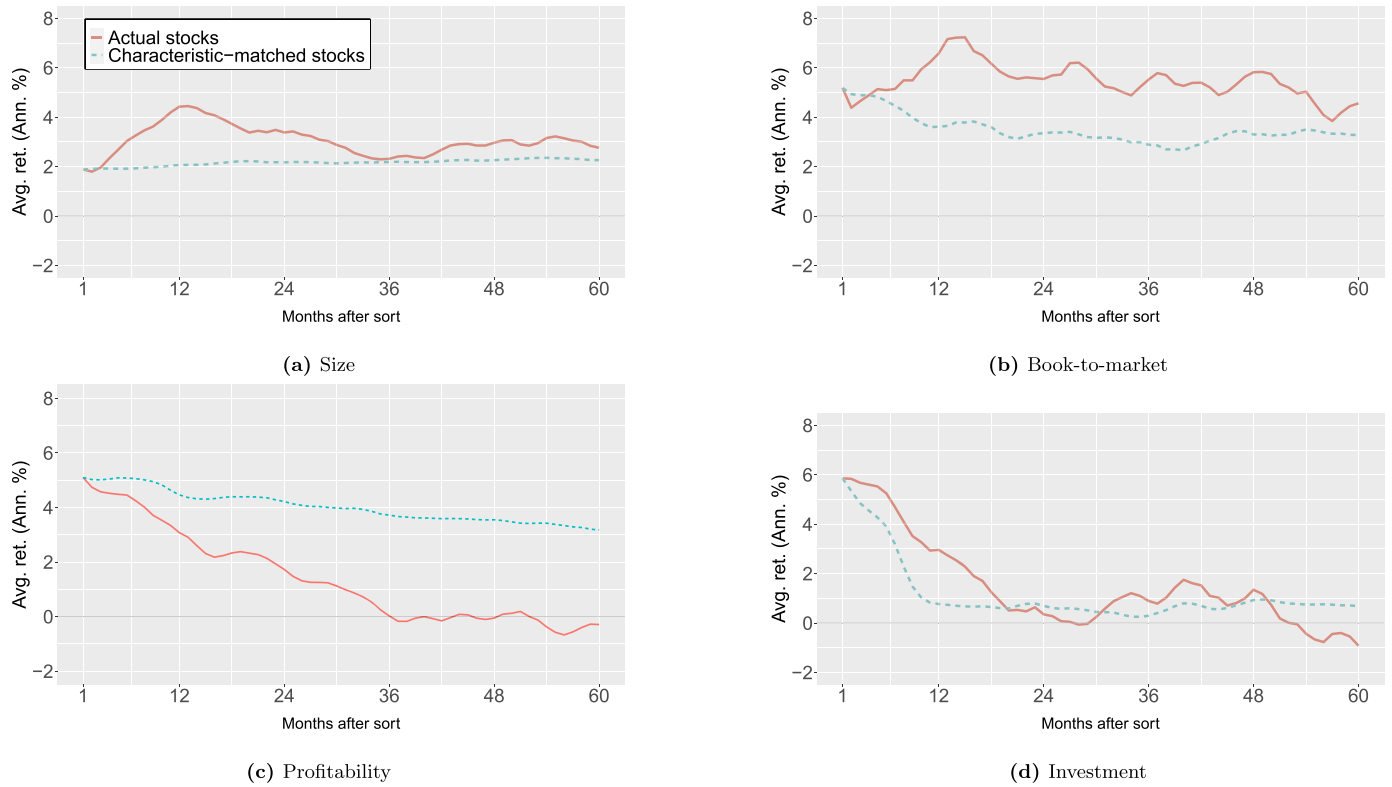 Avg. ret. (Ann. %)
8
6
4
2
0
−2
Actual stocks
Characteristic−matched stocks
1 12 24 36 48 60
Months after sort
(a) Size
Avg. ret. (Ann. %)
8
6
4
2
0
−2
1 12 24 36 48 60
Months after sort
(b) Book-to-market
Avg. ret. (Ann. %)
8
6
4
2
0
−2
1 12 24 36 48 60
Months after sort
(c) Profitability
Avg. ret. (Ann. %)
8
6
4
2
0
−2
1 12 24 36 48 60
Months after sort
(d) Investment